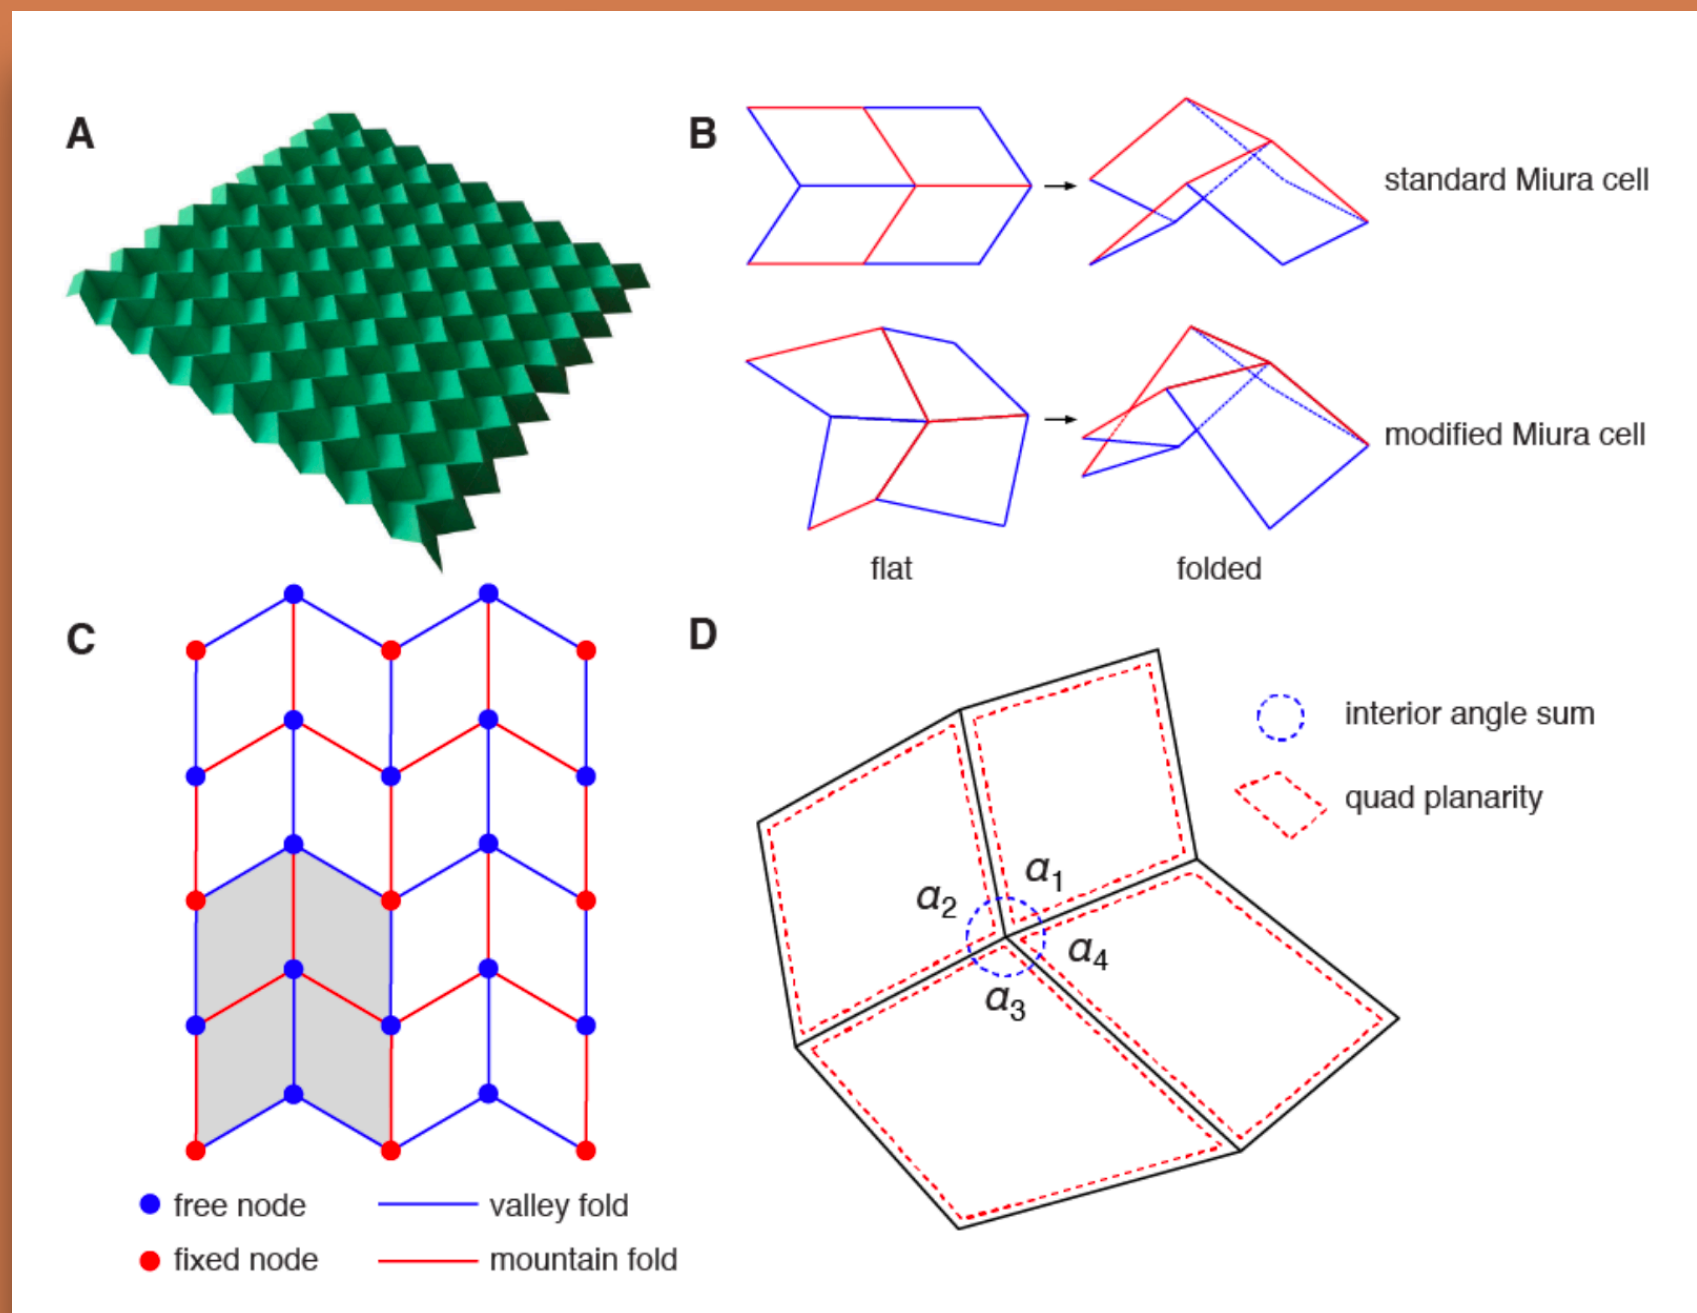 A
B
standard Miura cell
modified Miura cell
flat
folded
C
D
interior angle sum
quad planarity
α1
α2
α4
α3
free node
valley fold
fixed node
mountain fold